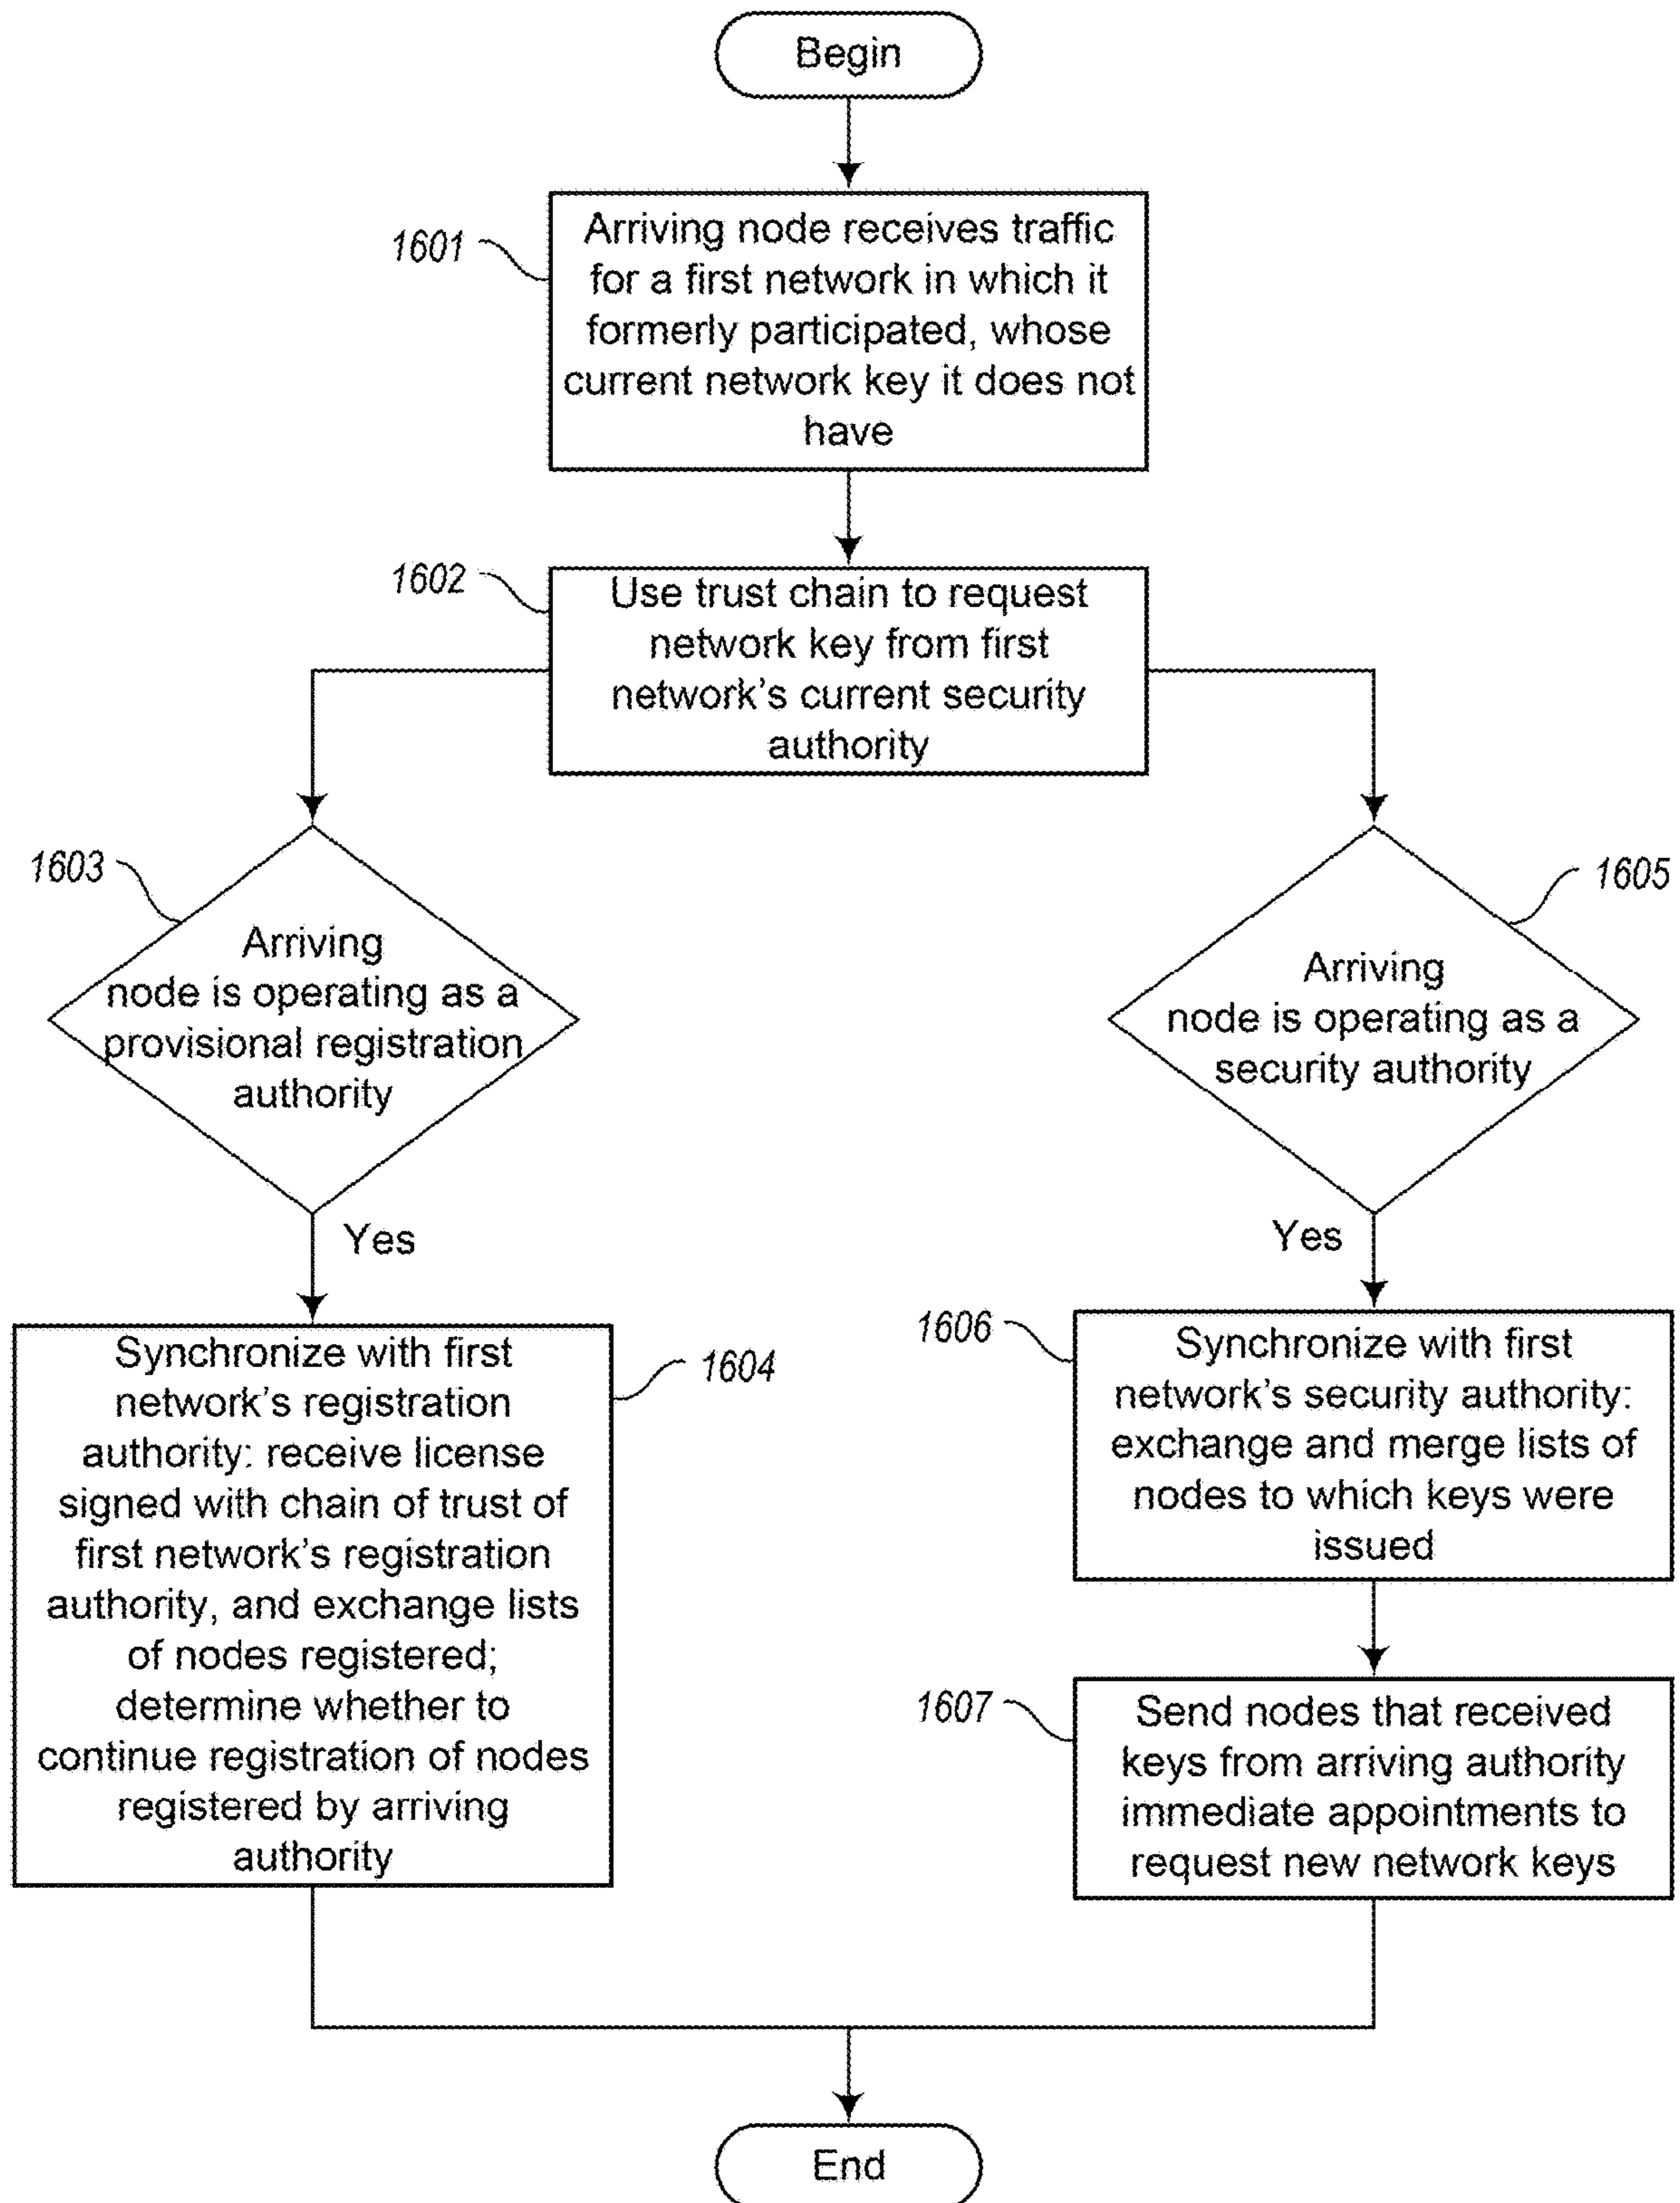 Begin
1601
Arriving node receives traffic
for a first network in which it
formerly participated, whose
current network key it does not
have
1602
Use trust chain to request
network key from first
network's current security
authority
1603
Arriving
node is operating as a
provisional registration
authority
Yes
1604
Synchronize with first
network's registration
authority: receive license
signed with chain of trust of
first network's registration
authority, and exchange lists
of nodes registered;
determine whether to
continue registration of nodes
registered by arriving
authority
1605
Arriving
node is operating as a
security authority
Yes
1606
Synchronize with first
network's security authority:
exchange and merge lists of
nodes to which keys were
issued
1607
Send nodes that received
keys from arriving authority
immediate appointments to
request new network keys
End